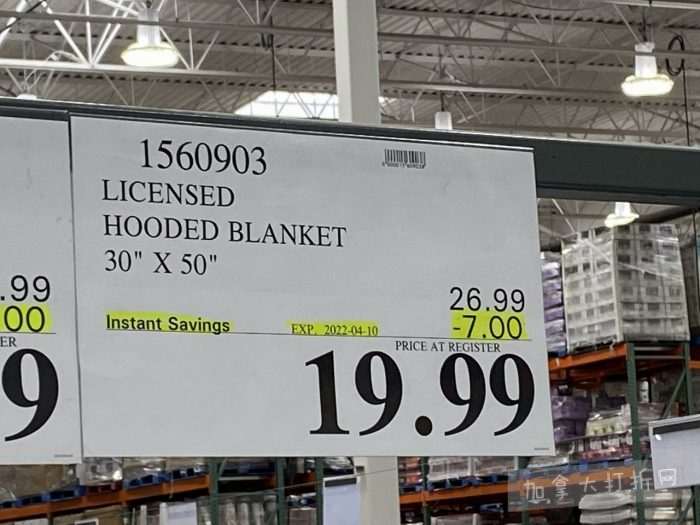 1560903
LICENSED
HOODED BLANKET
30" X 50"
.99
26.99
00
Instant Savings
EXP. 2022-04-10
-7.00
ER
PRICE AT REGISTER
9
19.99
加拿大打折网